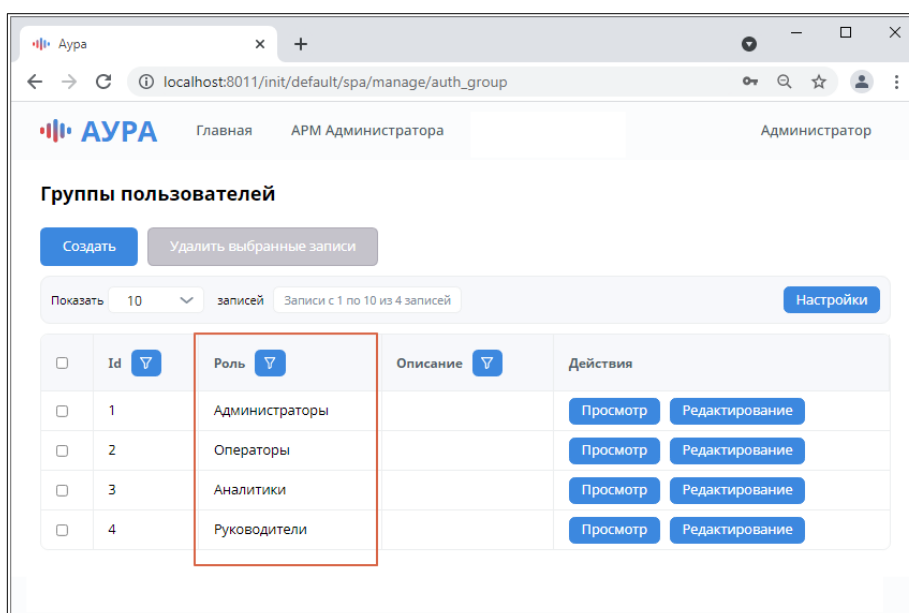 Аура
localhost:8011/init/default/spa/manage/auth_group
АУРА Главная АРМ Администратора Администратор
Группы пользователей
Создать Удалить выбранные записи
Показать 10 записей Записи с 1 по 10 из 4 записей Настройки
Id Роль Описание Действия
1 Администраторы Просмотр Редактирование
2 Операторы Просмотр Редактирование
3 Аналитики Просмотр Редактирование
4 Руководители Просмотр Редактирование